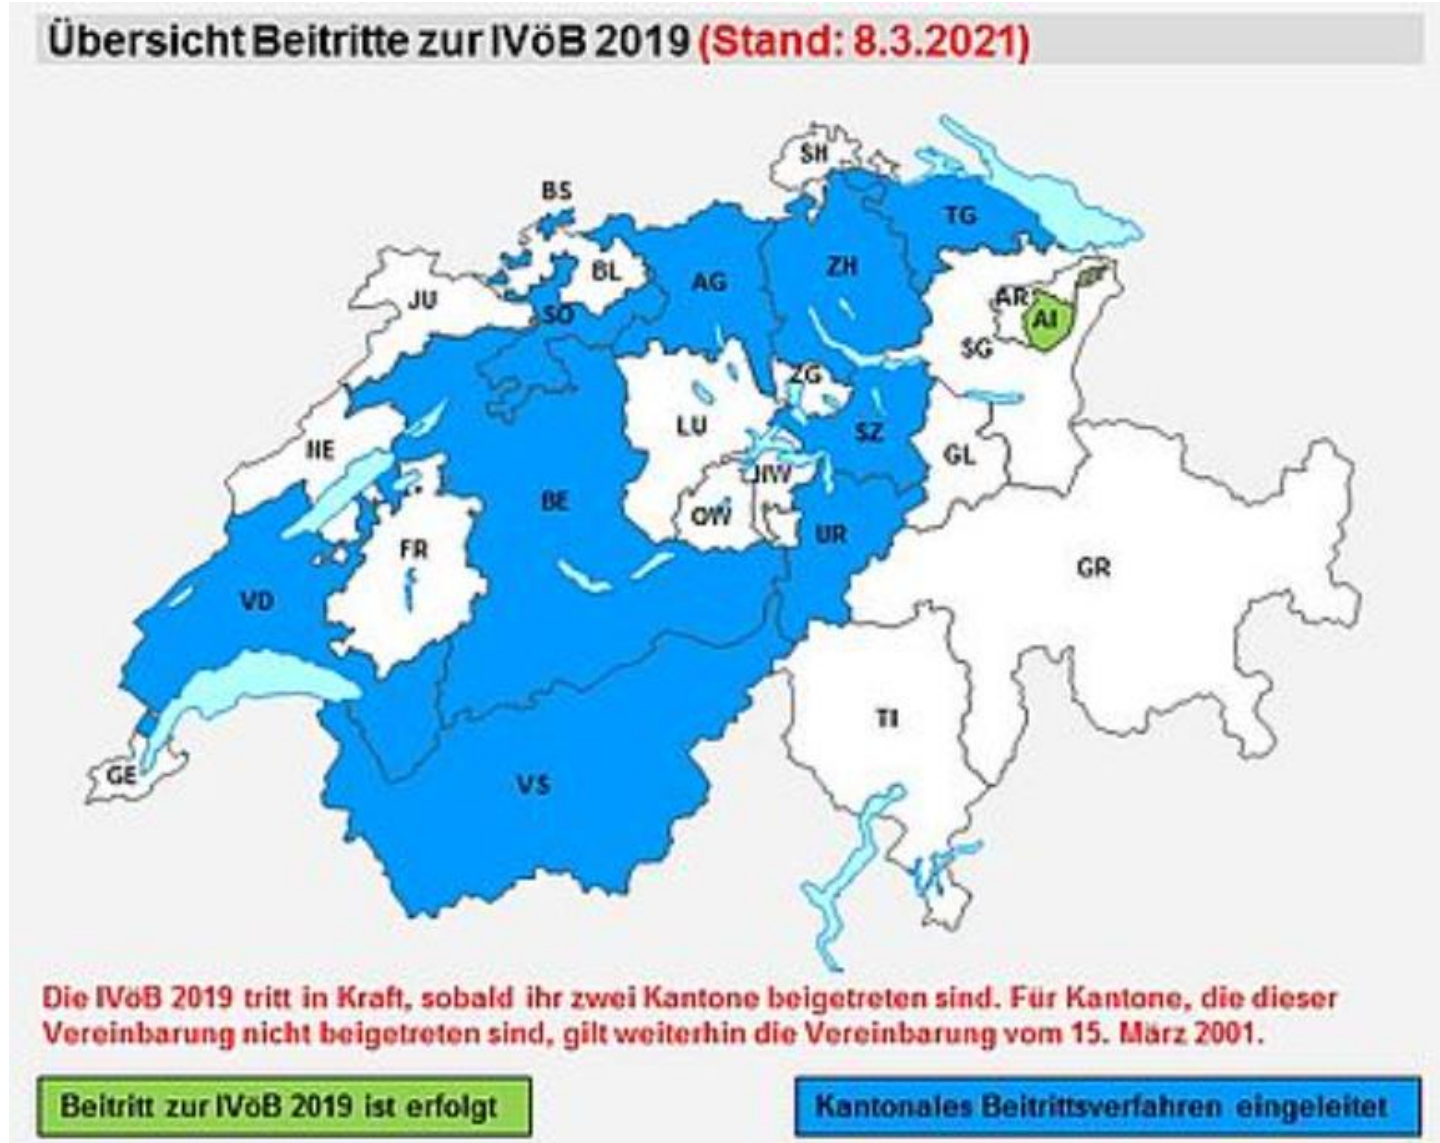 Übersicht Beitritte zur IVöB 2019 (Stand: 8.3.2021)
SH
BS
TG
ZH
BL
AG
JU
AR
SO
AI
SG
ZG
LU
SZ
NE
GL
NW
BE
OW
UR
FR
GR
VD
TI
GE
VS
Die IVöB 2019 tritt in Kraft, sobald ihr zwei Kantone beigetreten sind. Für Kantone, die dieser
Vereinbarung nicht beigetreten sind, gilt weiterhin die Vereinbarung vom 15. März 2001.
Beitritt zur IVöB 2019 ist erfolgt
Kantonales Beitrittsverfahren eingeleitet